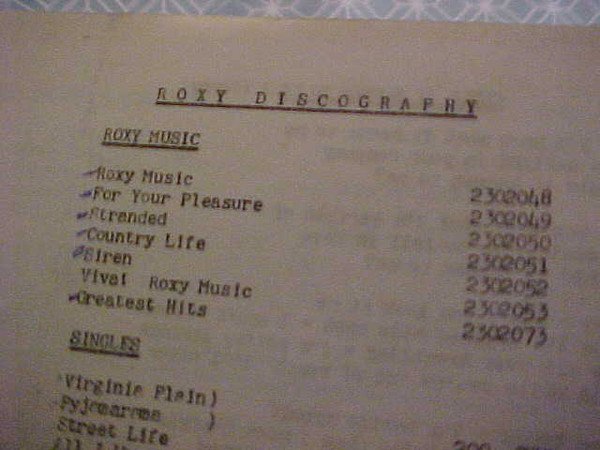 ROXY DISCOGRAPHY
ROXY MUSIC
Roxy Music 2302048
For Your Pleasure 2302049
Stranded 2302050
Country Life 2302051
Siren 2302052
Viva! Roxy Music 2302053
Greatest Hits 2302073
SINGLES
Virginia Plain)
Pyjamarama )
Street Life